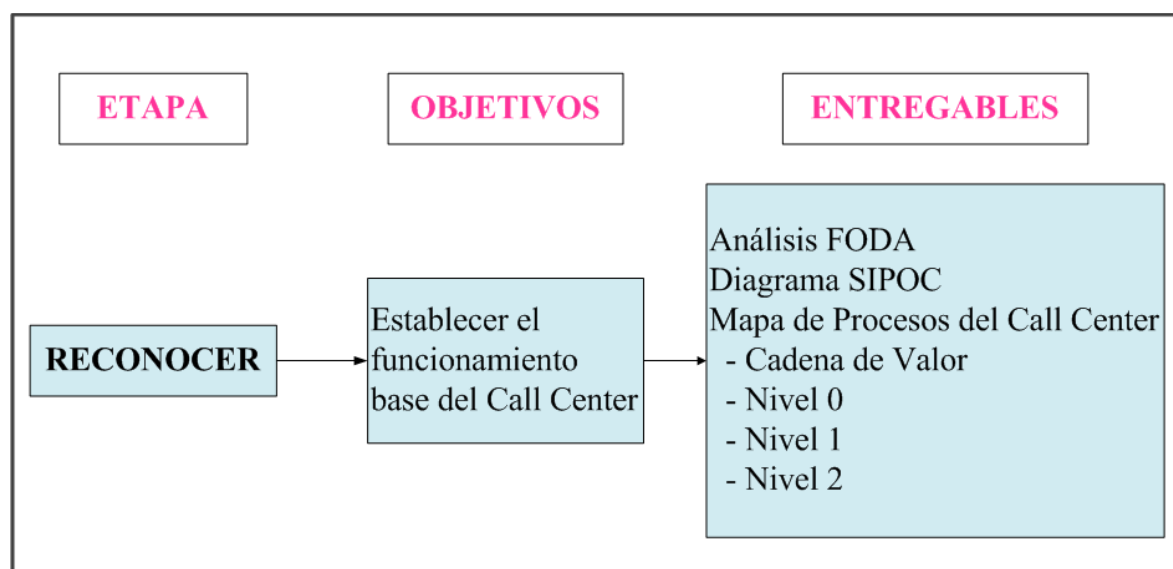 ETAPA
OBJETIVOS
ENTREGABLES
RECONOCER
Establecer el
funcionamiento
base del Call Center
Análisis FODA
Diagrama SIPOC
Mapa de Procesos del Call Center
- Cadena de Valor
- Nivel 0
- Nivel 1
- Nivel 2